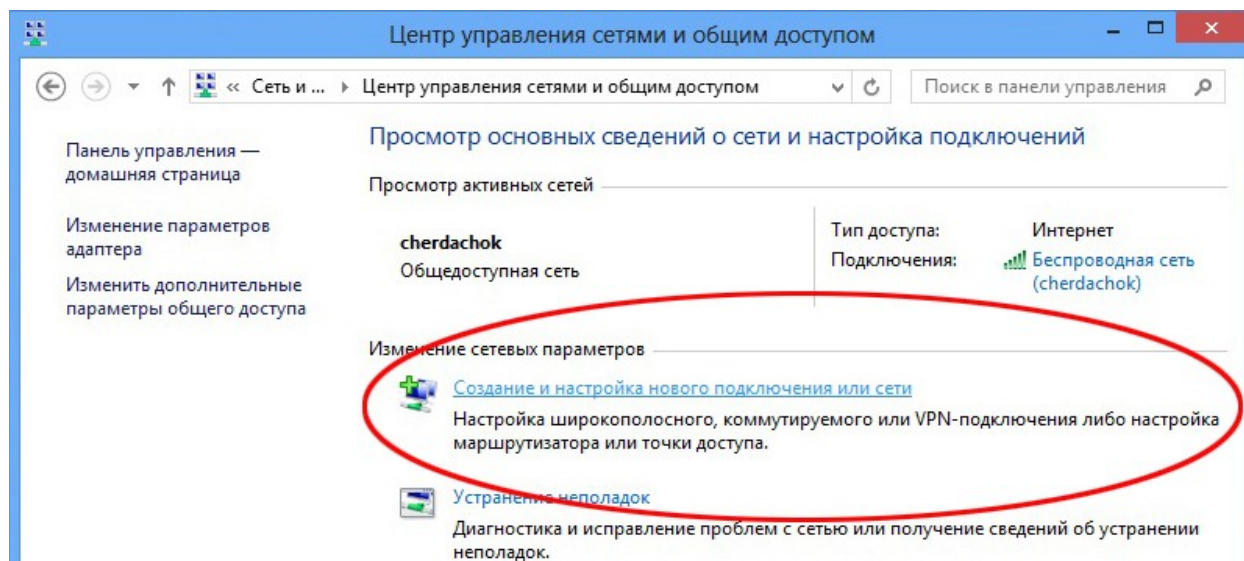 Центр управления сетями и общим доступом
« Сеть и ... Центр управления сетями и общим доступом
Поиск в панели управления
Панель управления —
домашняя страница
Изменение параметров
адаптера
Изменить дополнительные
параметры общего доступа
Просмотр основных сведений о сети и настройка подключений
Просмотр активных сетей
cherdachok
Общедоступная сеть
Тип доступа: Интернет
Подключения: Беспроводная сеть
(cherdachok)
Изменение сетевых параметров
Создание и настройка нового подключения или сети
Настройка широкополосного, коммутируемого или VPN-подключения либо настройка
маршрутизатора или точки доступа.
Устранение неполадок
Диагностика и исправление проблем с сетью или получение сведений об устранении
неполадок.